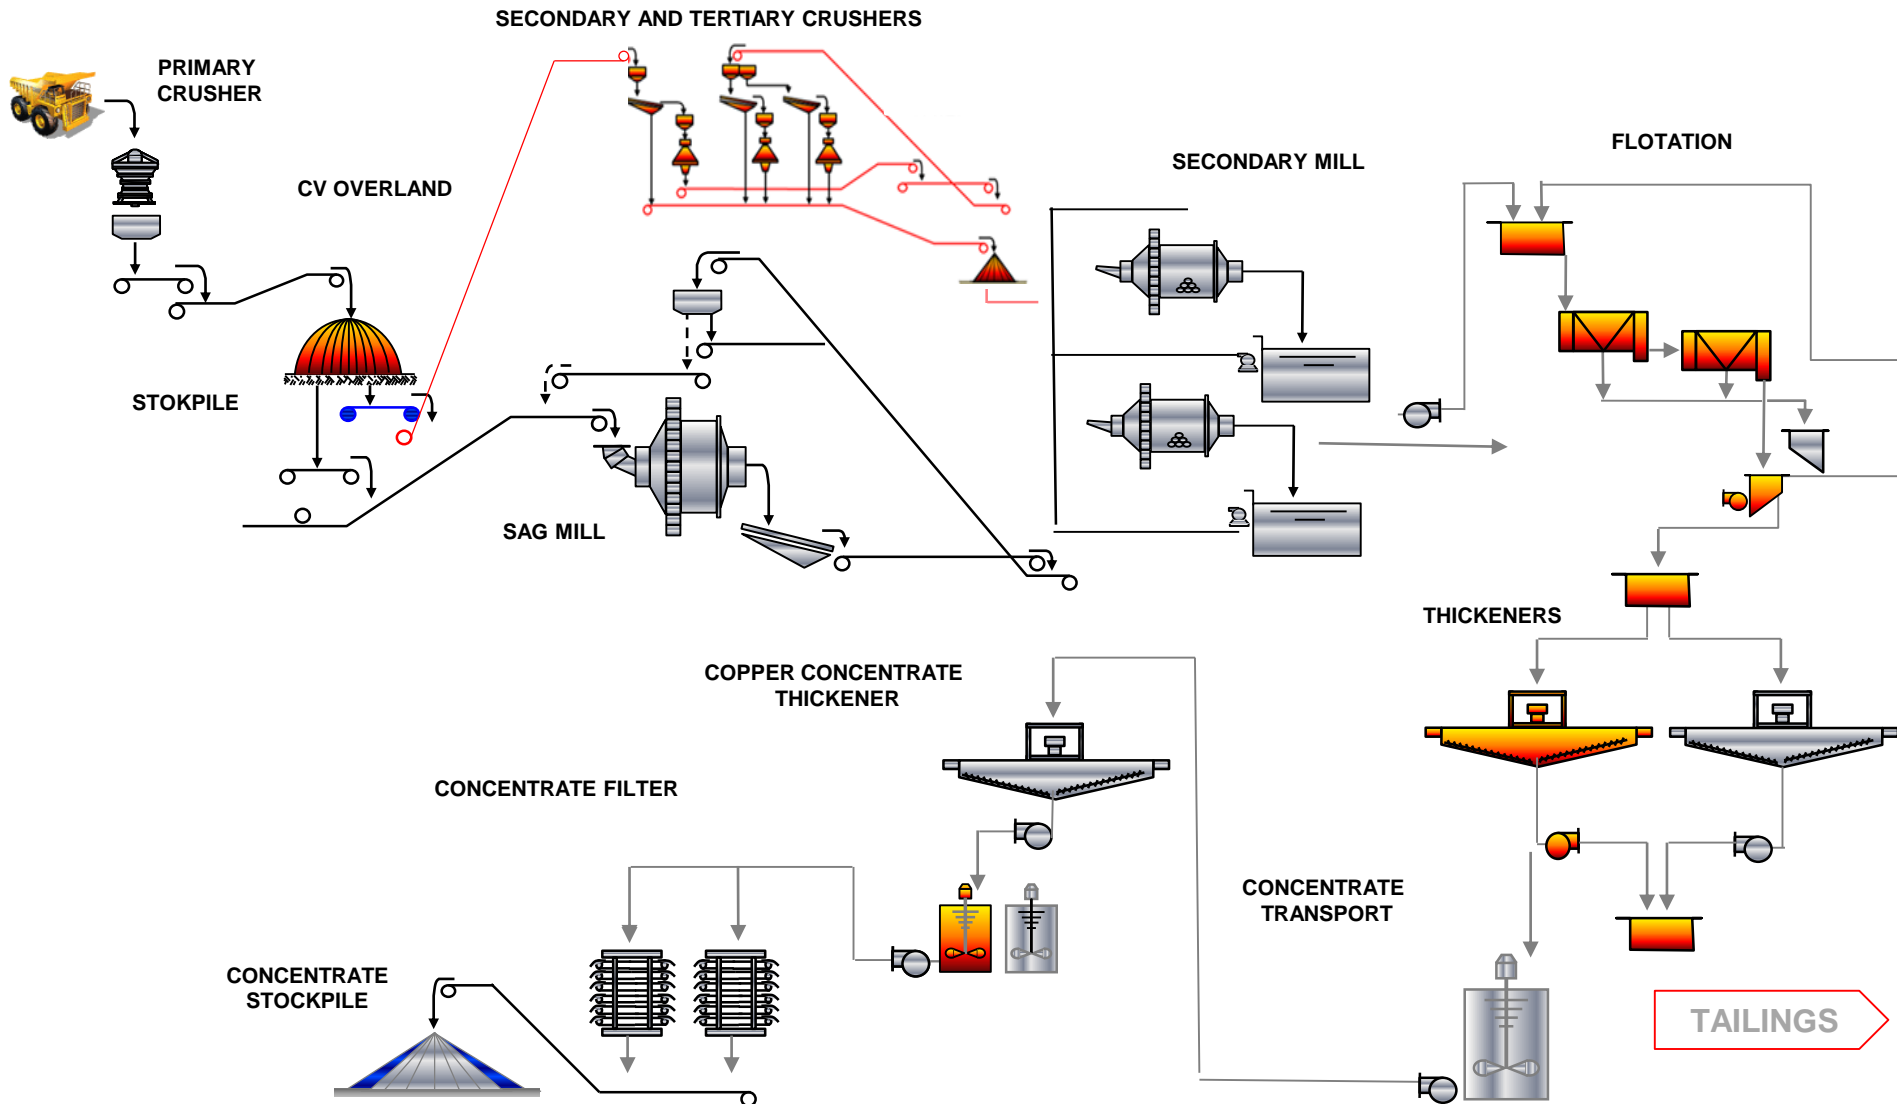 SECONDARY AND TERTIARY CRUSHERS
PRIMARY
CRUSHER
CV OVERLAND
SECONDARY MILL
FLOTATION
STOKPILE
SAG MILL
THICKENERS
COPPER CONCENTRATE
THICKENER
CONCENTRATE FILTER
CONCENTRATE
TRANSPORT
CONCENTRATE
STOCKPILE
TAILINGS